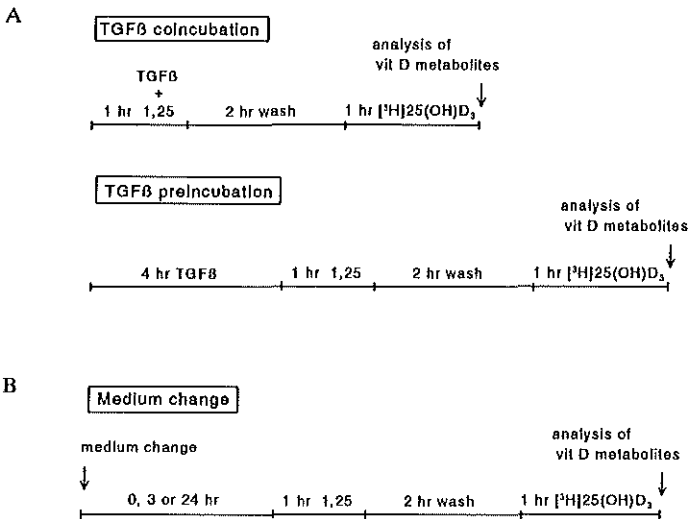 A
TGFß coincubation
analysis of
vit D metabolites
TGFß
+
1 hr 1,25
2 hr wash
1 hr [³H]25(OH)D₃
TGFß preincubation
analysis of
vit D metabolites
4 hr TGFß
1 hr 1,25
2 hr wash
1 hr [³H]25(OH)D₃
B
Medium change
medium change
analysis of
vit D metabolites
0, 3 or 24 hr
1 hr 1,25
2 hr wash
1 hr [³H]25(OH)D₃